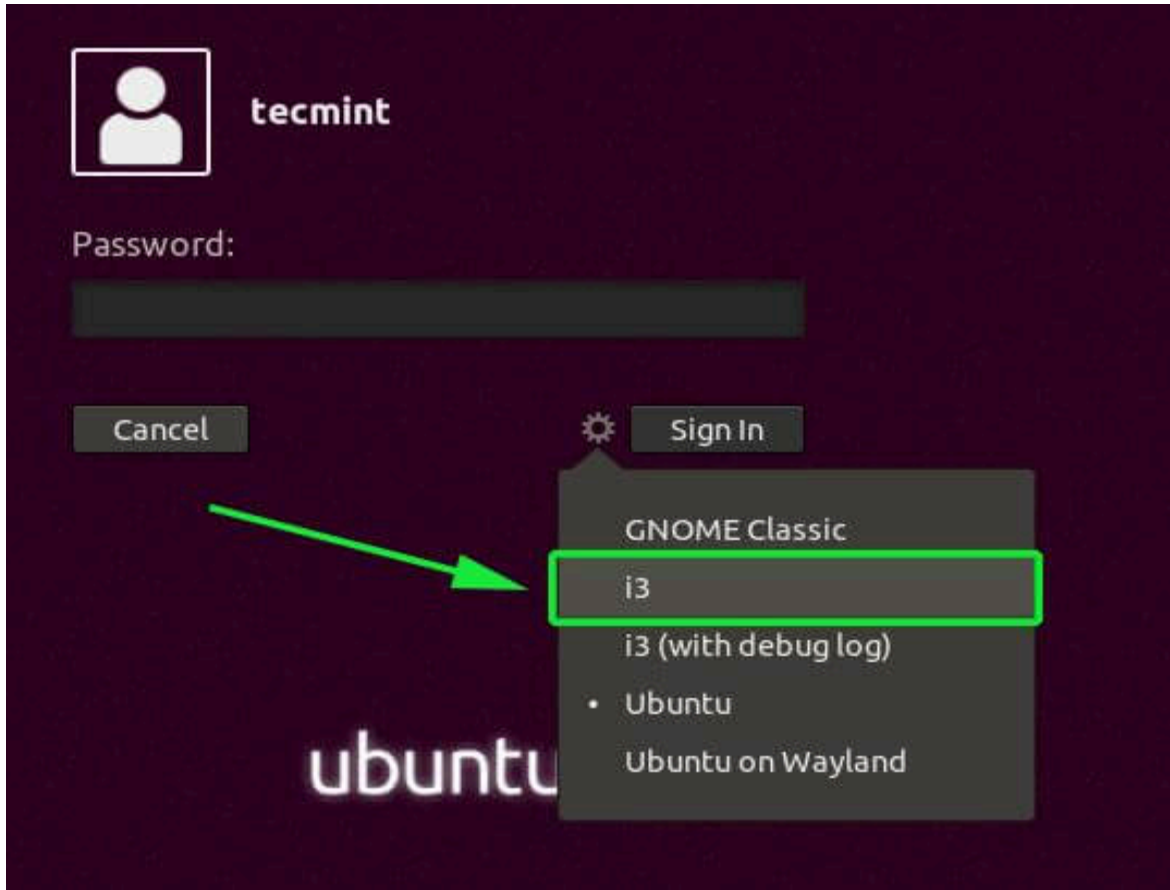 tecmint
Password:
Cancel
Sign In
GNOME Classic
i3
i3 (with debug log)
• Ubuntu
Ubuntu on Wayland
ubuntu